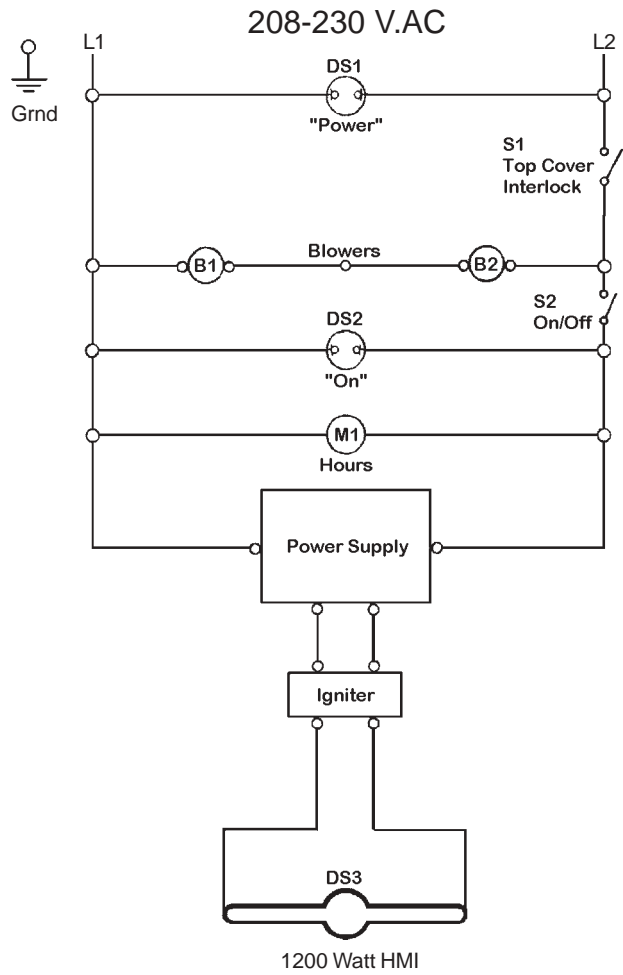 208-230 V.AC
L1
L2
Grnd
DS1
"Power"
S1
Top Cover
Interlock
B1
Blowers
B2
S2
On/Off
DS2
"On"
M1
Hours
Power Supply
Igniter
DS3
1200 Watt HMI